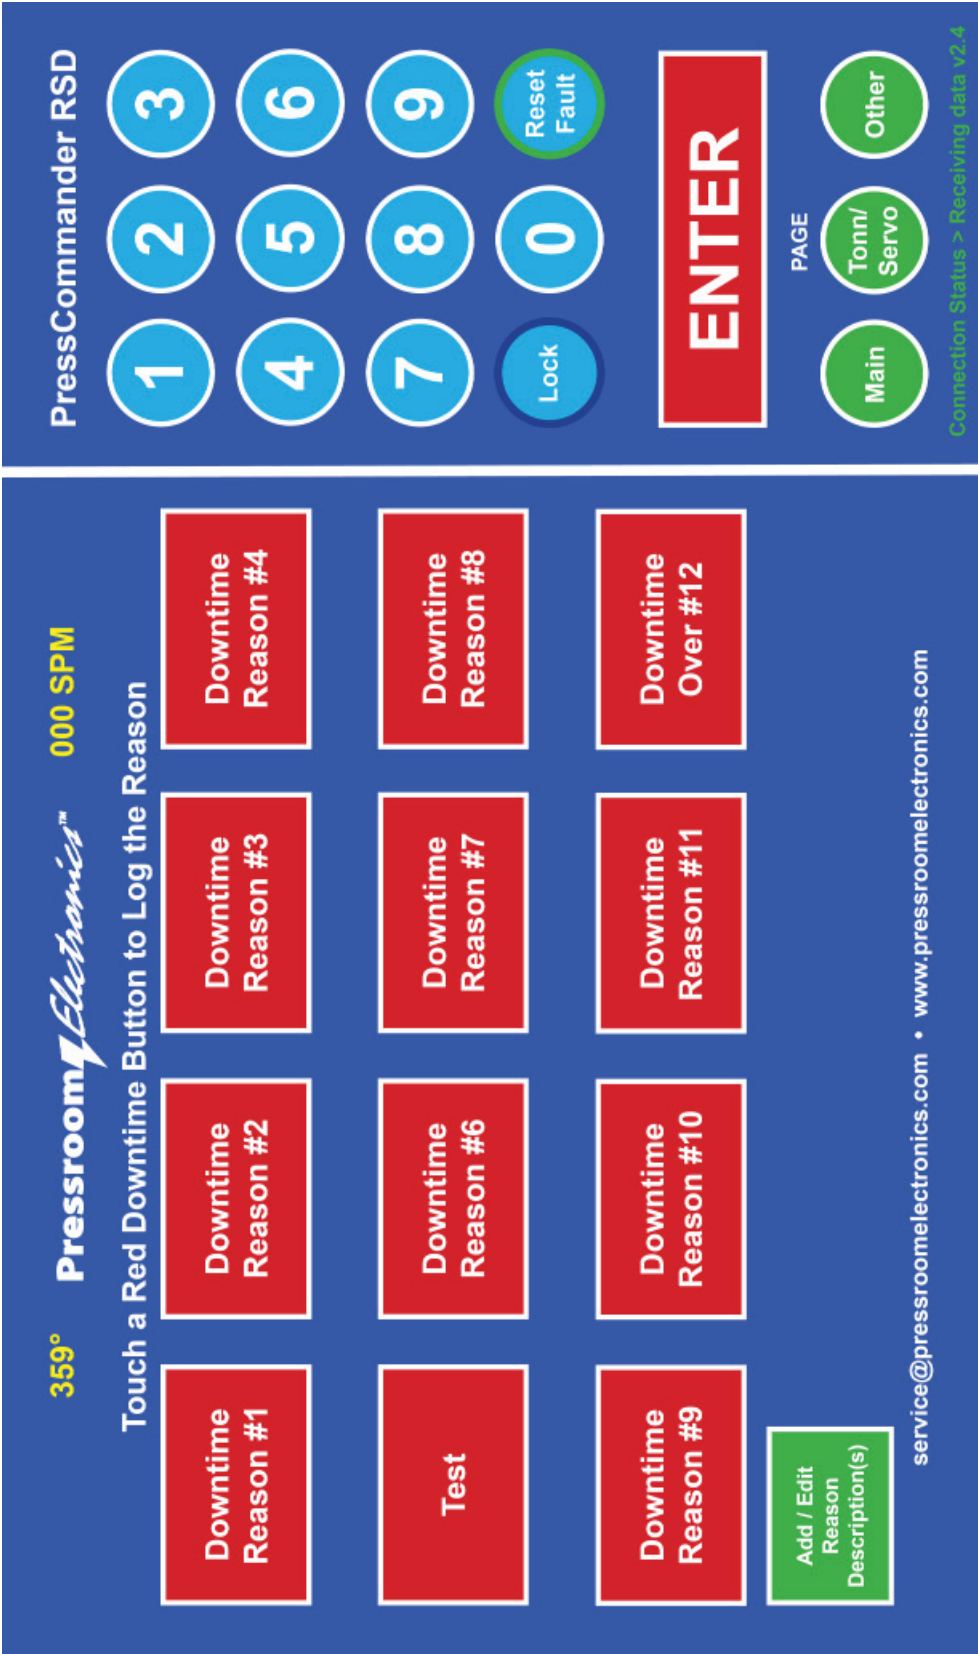 359°
Pressroom Electronics™
000 SPM
Touch a Red Downtime Button to Log the Reason
Downtime
Reason #1
Downtime
Reason #2
Downtime
Reason #3
Downtime
Reason #4
Test
Downtime
Reason #6
Downtime
Reason #7
Downtime
Reason #8
Downtime
Reason #9
Downtime
Reason #10
Downtime
Reason #11
Downtime
Over #12
Add / Edit
Reason
Description(s)
service@pressroomelectronics.com • www.pressroomelectronics.com
PressCommander RSD
1
2
3
4
5
6
7
8
9
Lock
0
Reset
Fault
ENTER
PAGE
Main
Tonn/
Servo
Other
Connection Status > Receiving data v2.4